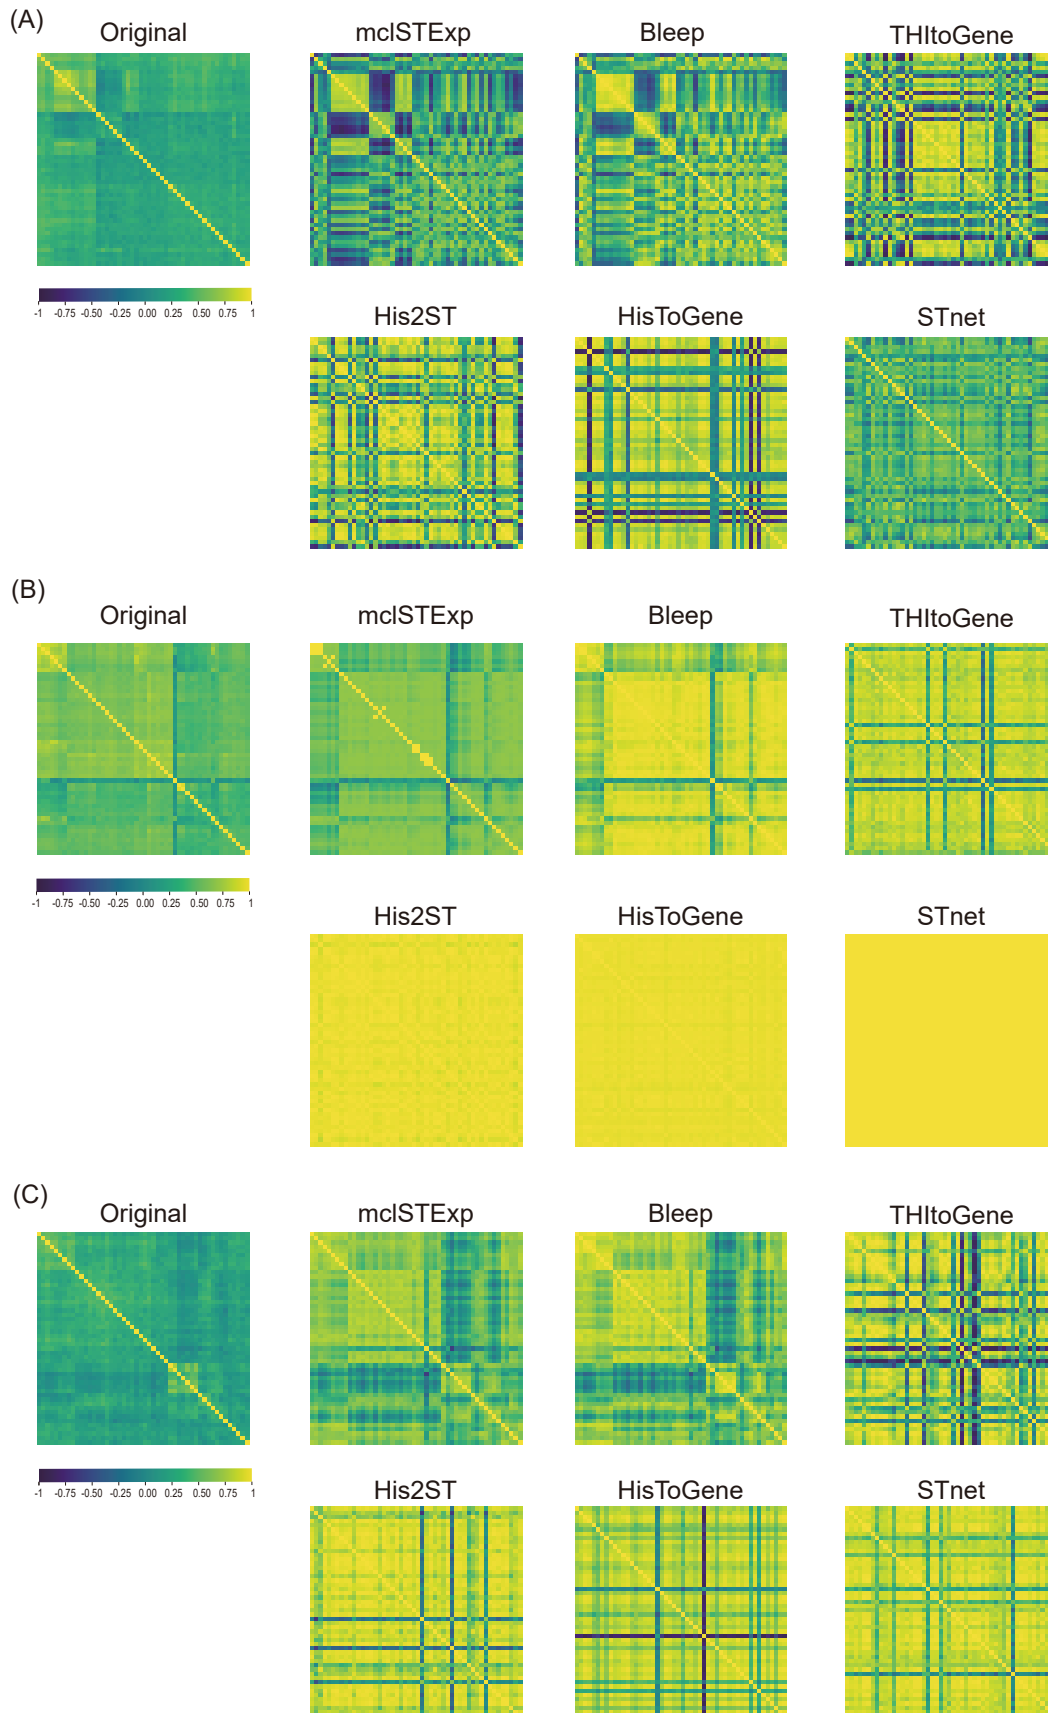 (A)
Original mclSTExp Bleep THItoGene
-1 -0.75 -0.50 -0.25 0.00 0.25 0.50 0.75 1
His2ST HisToGene STnet
(B)
Original mclSTExp Bleep THItoGene
-1 -0.75 -0.50 -0.25 0.00 0.25 0.50 0.75 1
His2ST HisToGene STnet
(C)
Original mclSTExp Bleep THItoGene
-1 -0.75 -0.50 -0.25 0.00 0.25 0.50 0.75 1
His2ST HisToGene STnet